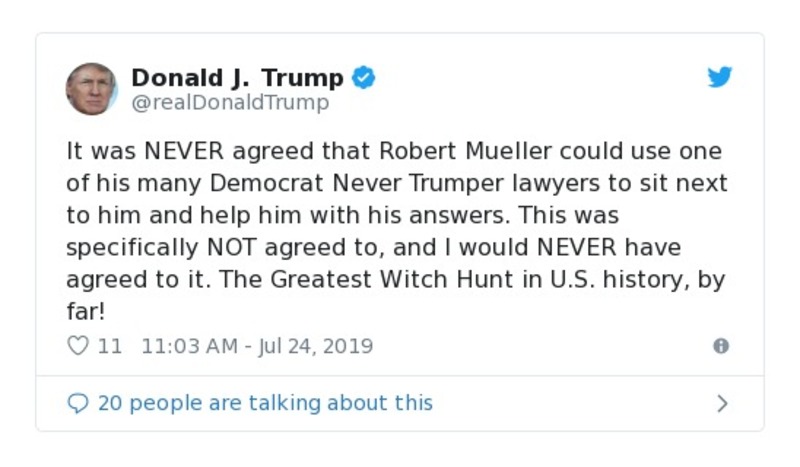 Donald J. Trump
@realDonaldTrump
It was NEVER agreed that Robert Mueller could use one
of his many Democrat Never Trumper lawyers to sit next
to him and help him with his answers. This was
specifically NOT agreed to, and I would NEVER have
agreed to it. The Greatest Witch Hunt in U.S. history, by
far!
11 11:03 AM - Jul 24, 2019
20 people are talking about this